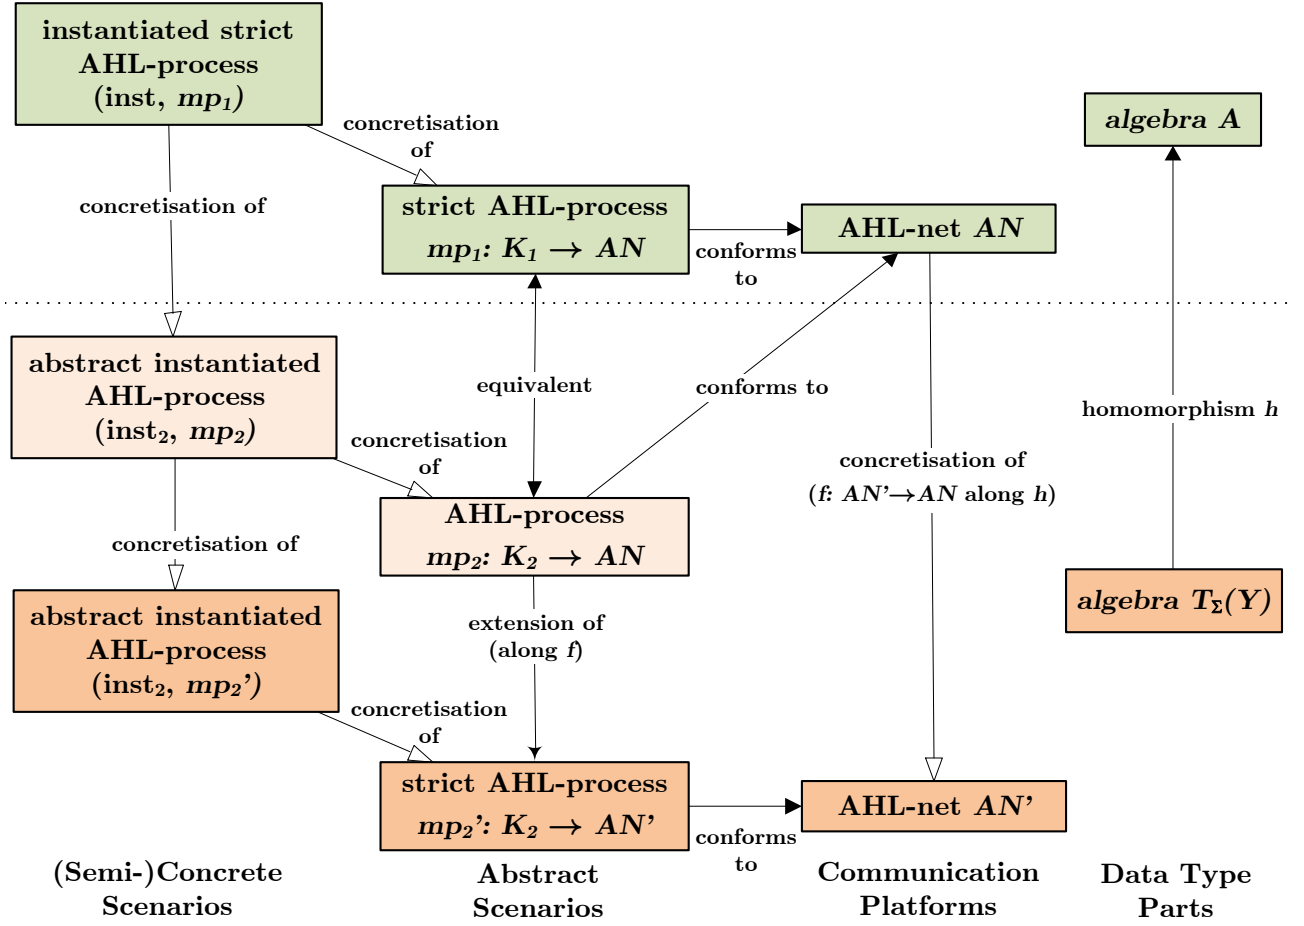 instantiated strict
AHL-process
(inst, mp₁)
concretisation
of
concretisation of
strict AHL-process
mp₁: K₁ → AN
conforms
to
AHL-net AN
algebra A
abstract instantiated
AHL-process
(inst₂, mp₂)
concretisation
of
equivalent
conforms to
homomorphism h
concretisation of
(f: AN'→AN along h)
AHL-process
mp₂: K₂ → AN
concretisation of
abstract instantiated
AHL-process
(inst₂, mp₂')
extension of
(along f)
algebra T_Σ(Y)
concretisation
of
strict AHL-process
mp₂': K₂ → AN'
conforms
to
AHL-net AN'
(Semi-)Concrete
Scenarios
Abstract
Scenarios
Communication
Platforms
Data Type
Parts